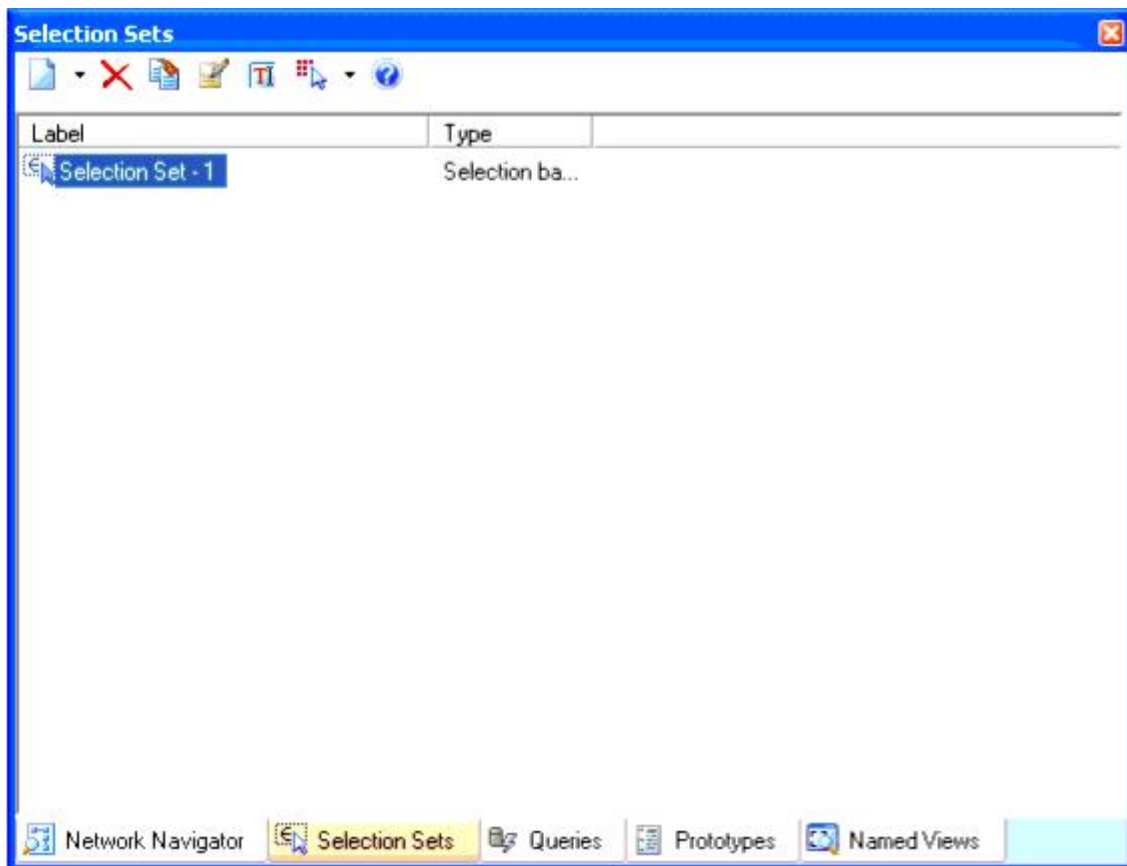 Selection Sets
Label Type
Selection Set - 1 Selection ba...
Network Navigator Selection Sets Queries Prototypes Named Views